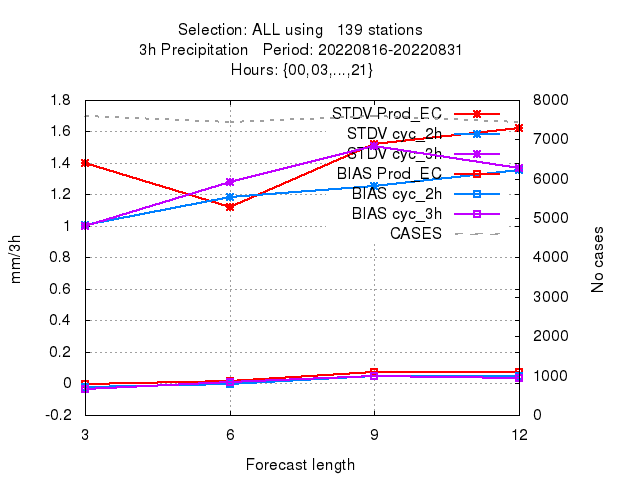 Selection: ALL using   139 stations
3h Precipitation   Period: 20220816-20220831
Hours: {00,03,...,21}
1.8
1.6
1.4
1.2
1
0.8
0.6
0.4
0.2
0
-0.2
mm/3h
STDV Prod_EC
STDV cyc_2h
STDV cyc_3h
BIAS Prod_EC
BIAS cyc_2h
BIAS cyc_3h
CASES
8000
7000
6000
5000
4000
3000
2000
1000
0
No cases
3 6 9 12
Forecast length